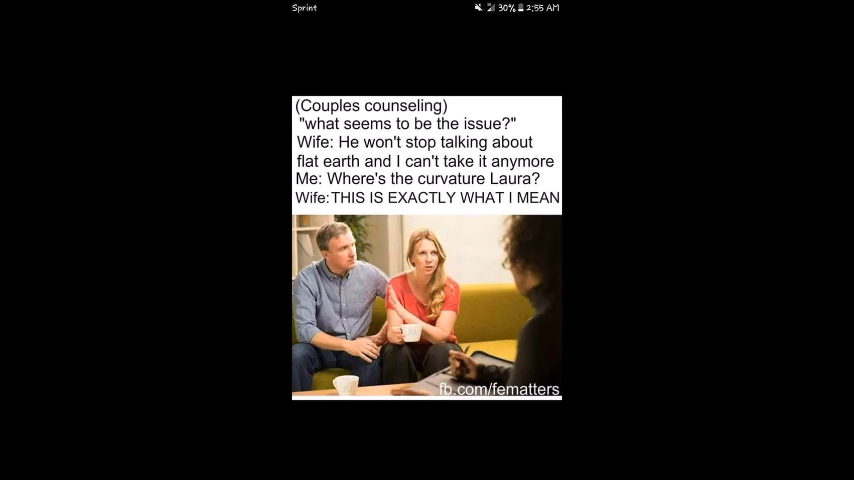 Sprint
30% 2:55 AM
(Couples counseling)
"what seems to be the issue?"
Wife: He won't stop talking about
flat earth and I can't take it anymore
Me: Where's the curvature Laura?
Wife:THIS IS EXACTLY WHAT I MEAN
fb.com/fematters